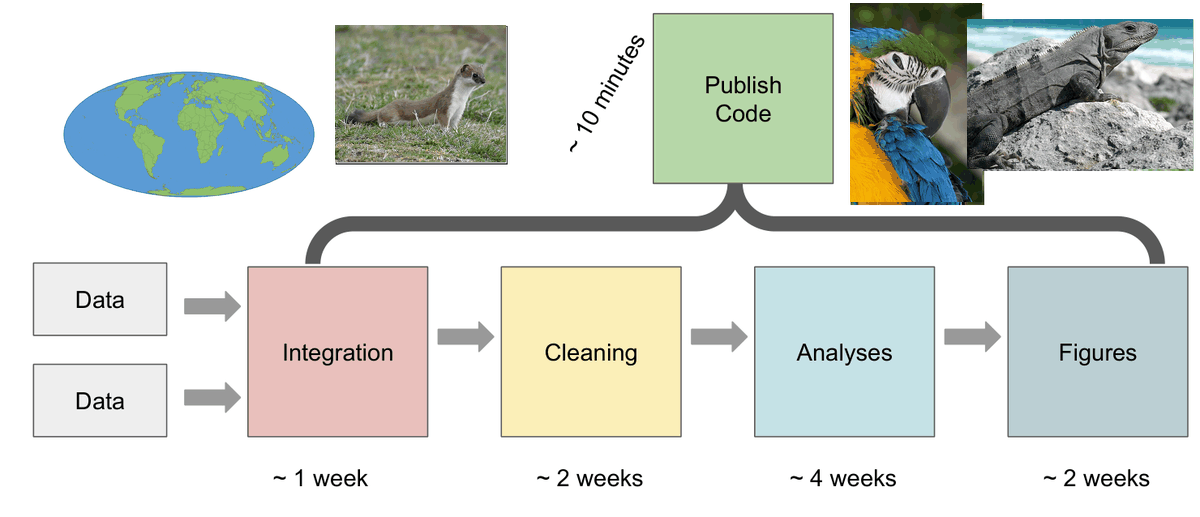 ~ 10 minutes
Publish
Code
Data
Data
Integration
Cleaning
Analyses
Figures
~ 1 week
~ 2 weeks
~ 4 weeks
~ 2 weeks